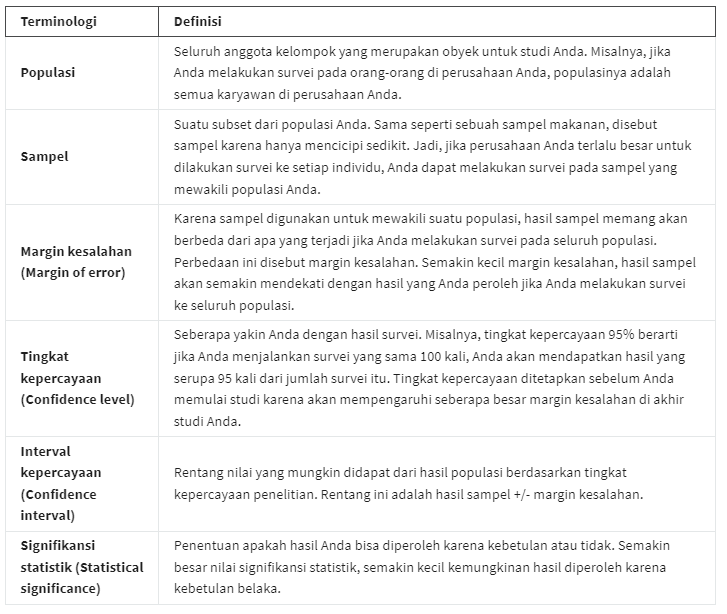 Terminologi
Definisi
Populasi
Seluruh anggota kelompok yang merupakan obyek untuk studi Anda. Misalnya, jika
Anda melakukan survei pada orang-orang di perusahaan Anda, populasinya adalah
semua karyawan di perusahaan Anda.
Sampel
Suatu subset dari populasi Anda. Sama seperti sebuah sampel makanan, disebut
sampel karena hanya mencicipi sedikit. Jadi, jika perusahaan Anda terlalu besar untuk
dilakukan survei ke setiap individu, Anda dapat melakukan survei pada sampel yang
mewakili populasi Anda.
Margin kesalahan
(Margin of error)
Karena sampel digunakan untuk mewakili suatu populasi, hasil sampel memang akan
berbeda dari apa yang terjadi jika Anda melakukan survei pada seluruh populasi.
Perbedaan ini disebut margin kesalahan. Semakin kecil margin kesalahan, hasil sampel
akan semakin mendekati dengan hasil yang Anda peroleh jika Anda melakukan survei
ke seluruh populasi.
Tingkat
kepercayaan
(Confidence level)
Seberapa yakin Anda dengan hasil survei. Misalnya, tingkat kepercayaan 95% berarti
jika Anda menjalankan survei yang sama 100 kali, Anda akan mendapatkan hasil yang
serupa 95 kali dari jumlah survei itu. Tingkat kepercayaan ditetapkan sebelum Anda
memulai studi karena akan mempengaruhi seberapa besar margin kesalahan di akhir
studi Anda.
Interval
kepercayaan
(Confidence
interval)
Rentang nilai yang mungkin didapat dari hasil populasi berdasarkan tingkat
kepercayaan penelitian. Rentang ini adalah hasil sampel +/- margin kesalahan.
Signifikansi
statistik (Statistical
significance)
Penentuan apakah hasil Anda bisa diperoleh karena kebetulan atau tidak. Semakin
besar nilai signifikansi statistik, semakin kecil kemungkinan hasil diperoleh karena
kebetulan belaka.